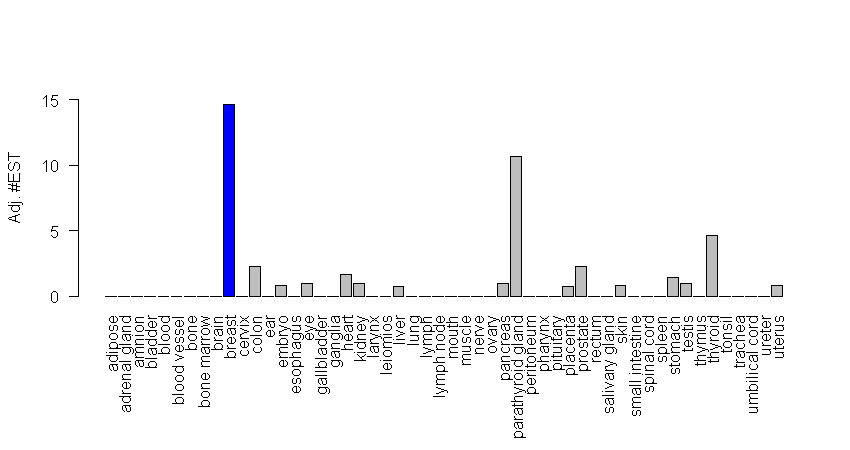 Adj. #EST
15
10
5
0
adipose
adrenal gland
amnion
bladder
blood
blood vessel
bone
bone marrow
brain
breast
cervix
colon
ear
embryo
esophagus
eye
gallbladder
ganglia
heart
kidney
larynx
leiomios
liver
lung
lymph
lymph node
mouth
muscle
nerve
ovary
pancreas
parathyroid gland
peritoneum
pharynx
pituitary
placenta
prostate
rectum
salivary gland
skin
small intestine
spinal cord
spleen
stomach
testis
thymus
thyroid
tonsil
trachea
umbilical cord
ureter
uterus